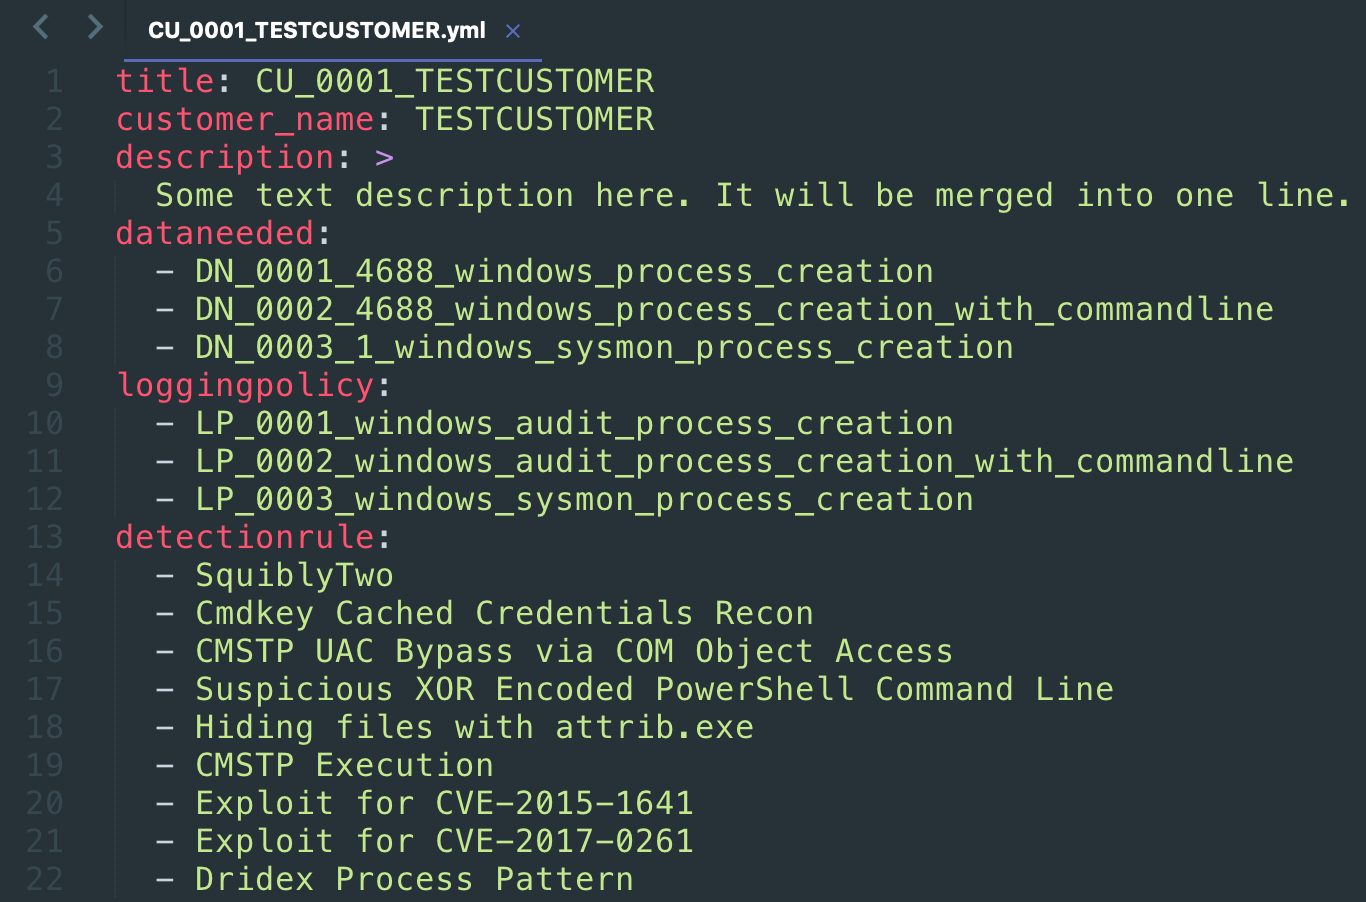 CU_0001_TESTCUSTOMER.yml ×
1 title: CU_0001_TESTCUSTOMER
2 customer_name: TESTCUSTOMER
3 description: >
4 Some text description here. It will be merged into one line.
5 dataneeded:
6 - DN_0001_4688_windows_process_creation
7 - DN_0002_4688_windows_process_creation_with_commandline
8 - DN_0003_1_windows_sysmon_process_creation
9 loggingpolicy:
10 - LP_0001_windows_audit_process_creation
11 - LP_0002_windows_audit_process_creation_with_commandline
12 - LP_0003_windows_sysmon_process_creation
13 detectionrule:
14 - SquiblyTwo
15 - Cmdkey Cached Credentials Recon
16 - CMSTP UAC Bypass via COM Object Access
17 - Suspicious XOR Encoded PowerShell Command Line
18 - Hiding files with attrib.exe
19 - CMSTP Execution
20 - Exploit for CVE-2015-1641
21 - Exploit for CVE-2017-0261
22 - Dridex Process Pattern